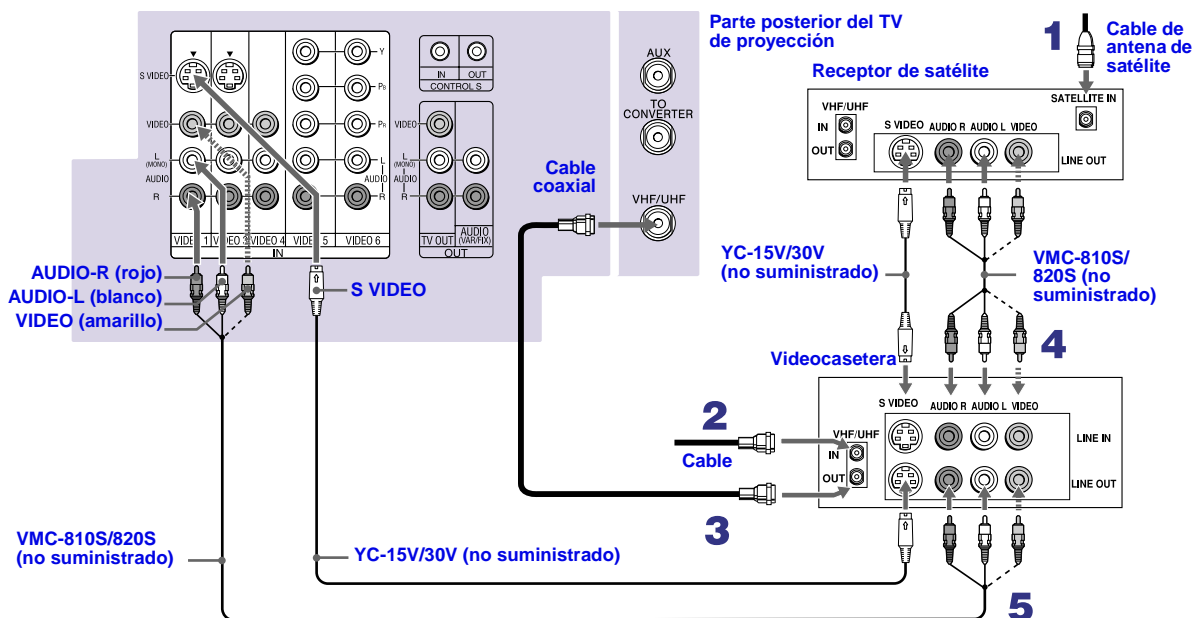 Parte posterior del TV
de proyección
1
Cable de
antena de
satélite
Receptor de satélite
SATELLITE IN
VHF/UHF
IN
OUT
S VIDEO
AUDIO R
AUDIO L
VIDEO
LINE OUT
S VIDEO
VIDEO
L
(MONO)
AUDIO
R
Y
PB
PR
L
AUDIO
R
VIDEO 1
VIDEO 3
VIDEO 4
VIDEO 5
VIDEO 6
IN
IN
OUT
CONTROL S
VIDEO
L
(MONO)
AUDIO
R
TV OUT
AUDIO
(VAR/FIX)
OUT
AUX
TO
CONVERTER
VHF/UHF
Cable
coaxial
AUDIO-R (rojo)
AUDIO-L (blanco)
VIDEO (amarillo)
S VIDEO
YC-15V/30V
(no suministrado)
VMC-810S/
820S (no
suministrado)
4
Videocasetera
S VIDEO
AUDIO R
AUDIO L
VIDEO
2
Cable
VHF/UHF
IN
OUT
LINE IN
LINE OUT
3
VMC-810S/820S
(no suministrado)
YC-15V/30V (no suministrado)
5